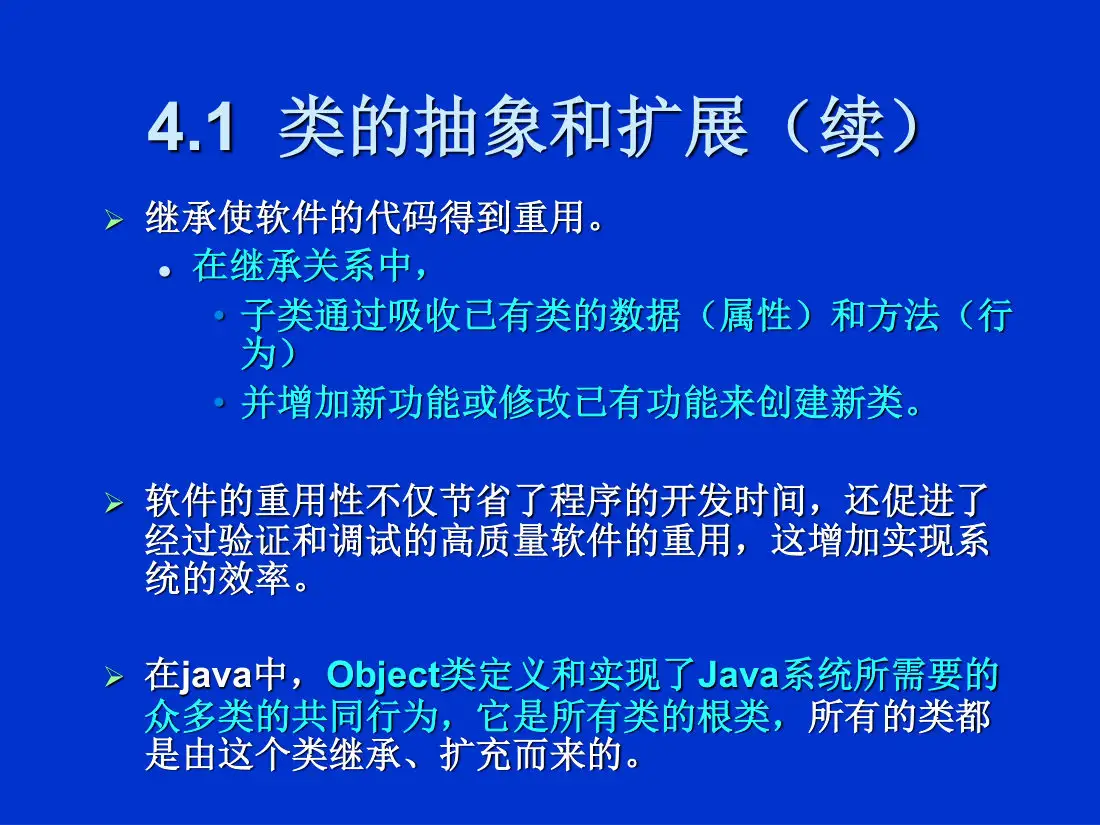 4.1 类的抽象和扩展（续）
继承使软件的代码得到重用。
在继承关系中，
子类通过吸收已有类的数据（属性）和方法（行
为）
并增加新功能或修改已有功能来创建新类。
软件的重用性不仅节省了程序的开发时间，还促进了
经过验证和调试的高质量软件的重用，这增加实现系
统的效率。
在java中，Object类定义和实现了Java系统所需要的
众多类的共同行为，它是所有类的根类，所有的类都
是由这个类继承、扩充而来的。